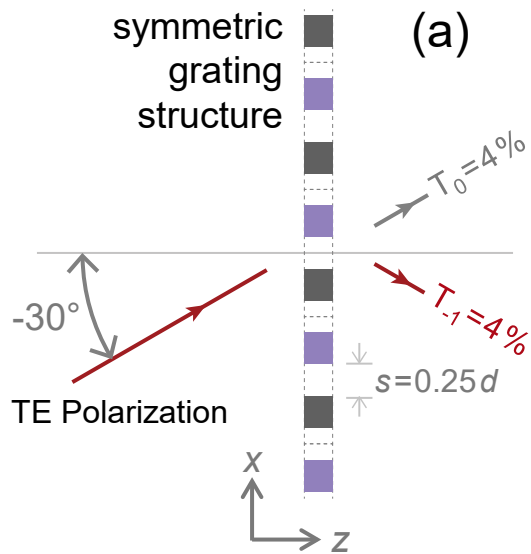 symmetric
grating
structure
(a)
T₀=4%
-30°
T₋₁=4%
s=0.25d
TE Polarization
x
z